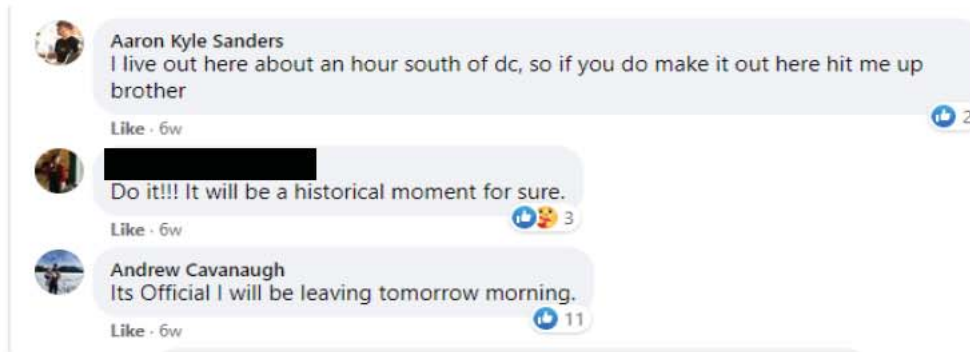 Aaron Kyle Sanders
I live out here about an hour south of dc, so if you do make it out here hit me up
brother
2
Like · 6w
Do it!!! It will be a historical moment for sure.
3
Like · 6w
Andrew Cavanaugh
Its Official I will be leaving tomorrow morning.
11
Like · 6w